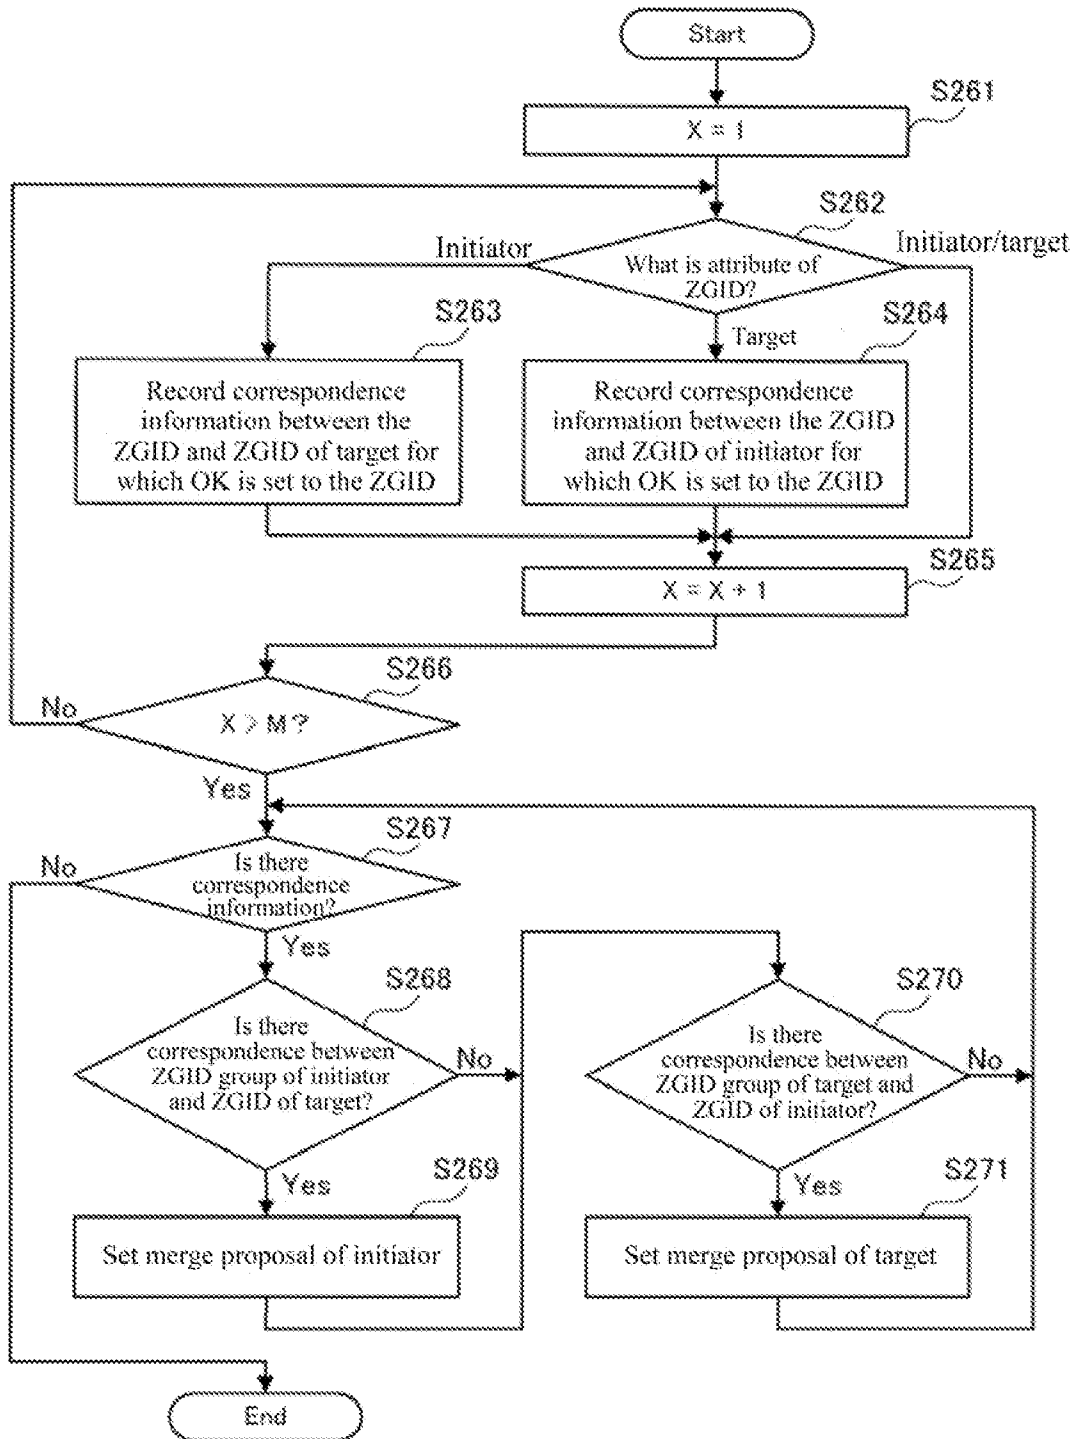 Start
S261
X = 1
S262
Initiator
Initiator/target
What is attribute of
ZGID?
S263
Target
S264
Record correspondence
information between the
ZGID and ZGID of target for
which OK is set to the ZGID
Record correspondence
information between the ZGID
and ZGID of initiator for
which OK is set to the ZGID
S265
X = X + 1
S266
No
X > M ?
Yes
S267
No
Is there
correspondence
information?
Yes
S268
Is there
correspondence between
ZGID group of initiator
and ZGID of target?
No
S270
Is there
correspondence between
ZGID group of target and
ZGID of initiator?
No
Yes
S269
Set merge proposal of initiator
Yes
S271
Set merge proposal of target
End